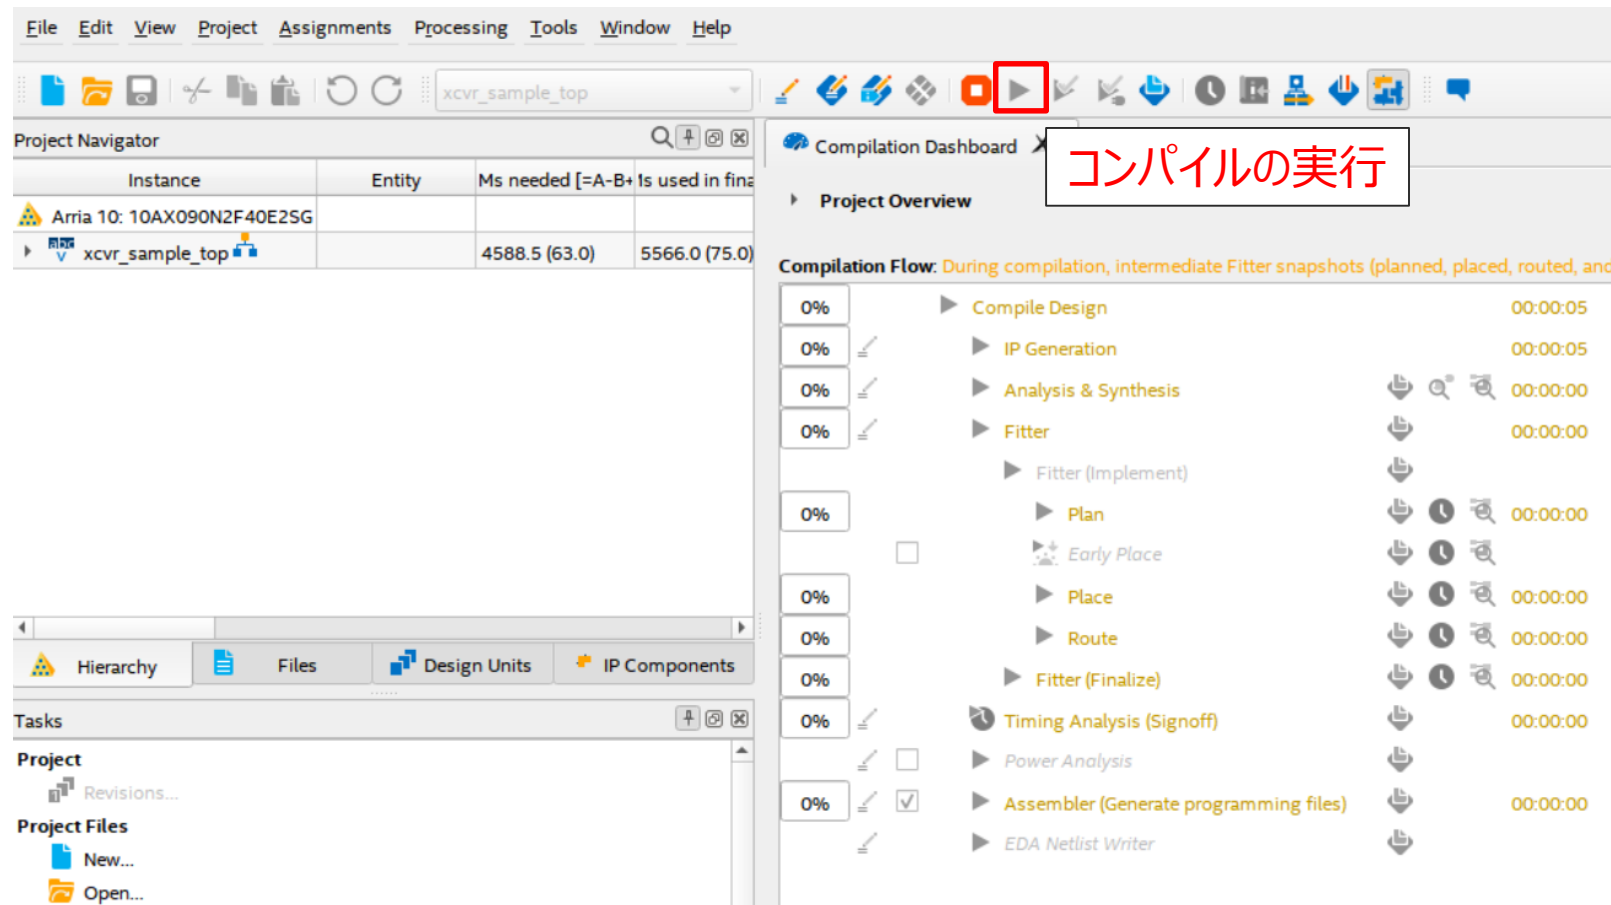 File Edit View Project Assignments Processing Tools Window Help
xcvr_sample_top
Project Navigator
Compilation Dashboard
コンパイルの実行
Instance Entity Ms needed [=A-B+ Ms used in fina
Arria 10: 10AX090N2F40E2SG
Project Overview
abc xcvr_sample_top 4588.5 (63.0) 5566.0 (75.0)
Compilation Flow: During compilation, intermediate Fitter snapshots (planned, placed, routed, and
0% Compile Design 00:00:05
0% IP Generation 00:00:05
0% Analysis & Synthesis 00:00:00
0% Fitter 00:00:00
Fitter (Implement)
0% Plan 00:00:00
Early Place
0% Place 00:00:00
0% Route 00:00:00
0% Fitter (Finalize) 00:00:00
0% Timing Analysis (Signoff) 00:00:00
Power Analysis
0% Assembler (Generate programming files) 00:00:00
EDA Netlist Writer
Hierarchy Files Design Units IP Components
Tasks
Project
Revisions...
Project Files
New...
Open...